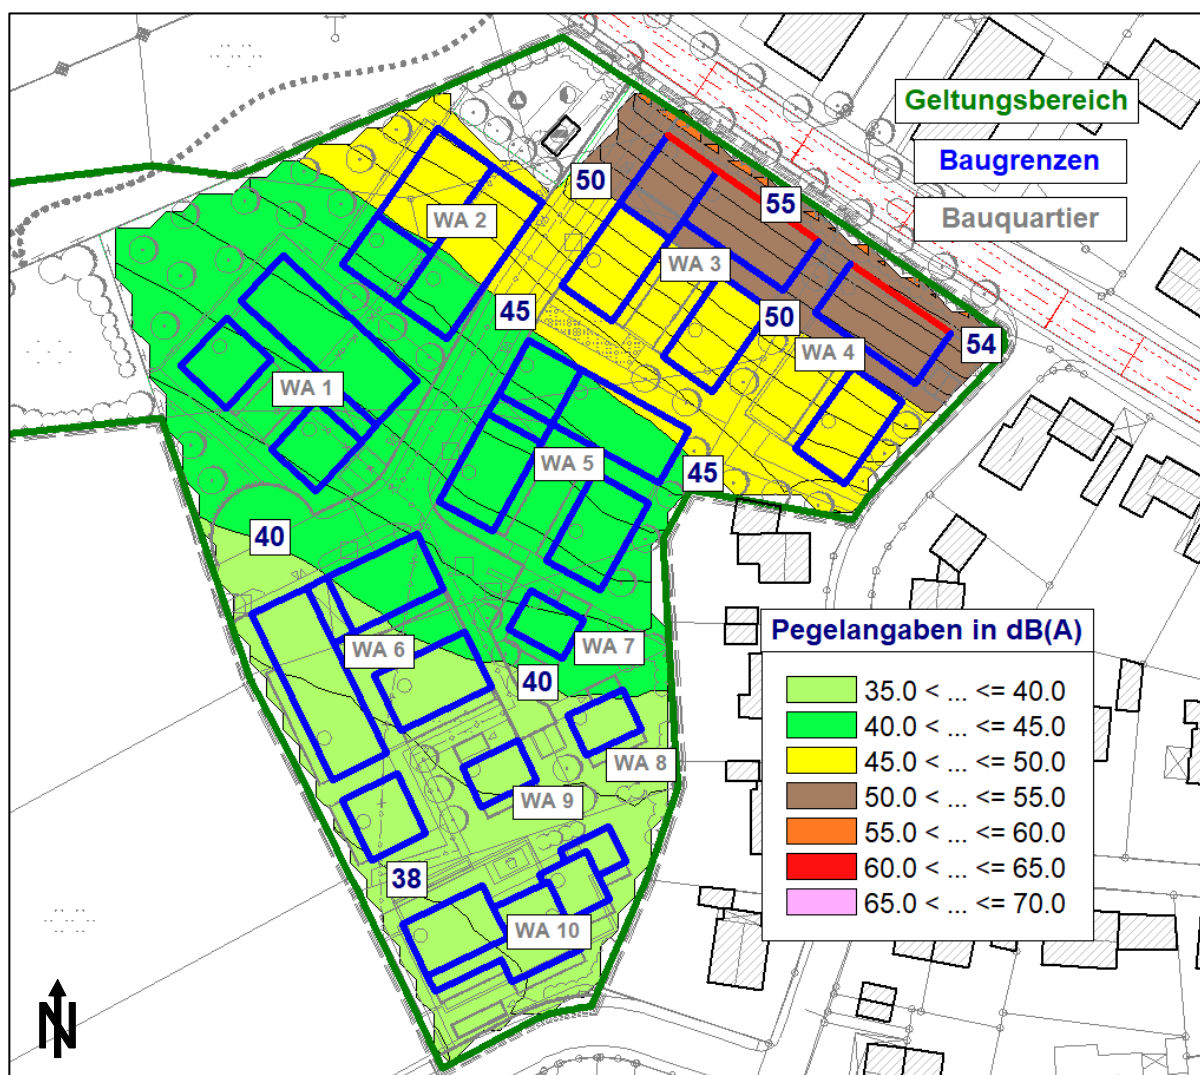 Geltungsbereich
Baugrenzen
Bauquartier
50
55
WA 2
WA 3
45
50
WA 4
54
WA 1
WA 5
45
40
WA 6
WA 7
40
WA 8
WA 9
38
WA 10
Pegelangaben in dB(A)
35.0 < ... <= 40.0
40.0 < ... <= 45.0
45.0 < ... <= 50.0
50.0 < ... <= 55.0
55.0 < ... <= 60.0
60.0 < ... <= 65.0
65.0 < ... <= 70.0
N